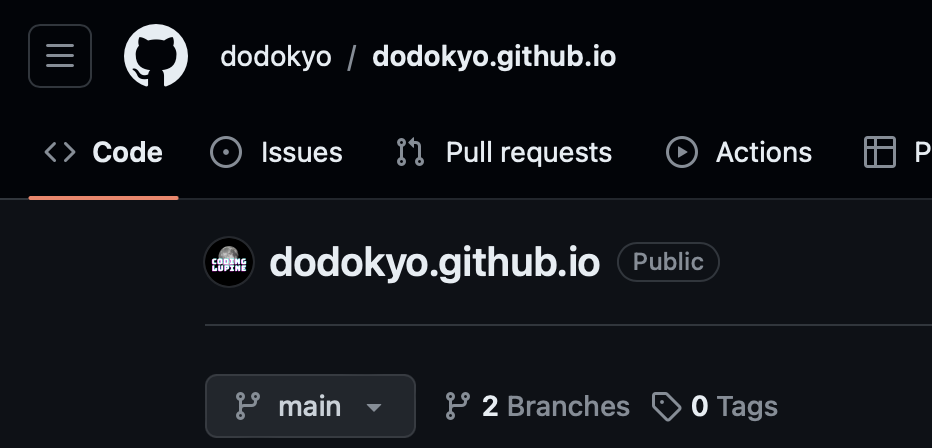 dodokyo / dodokyo.github.io
Code Issues Pull requests Actions P
CODING
LUPINE
dodokyo.github.io Public
main 2 Branches 0 Tags